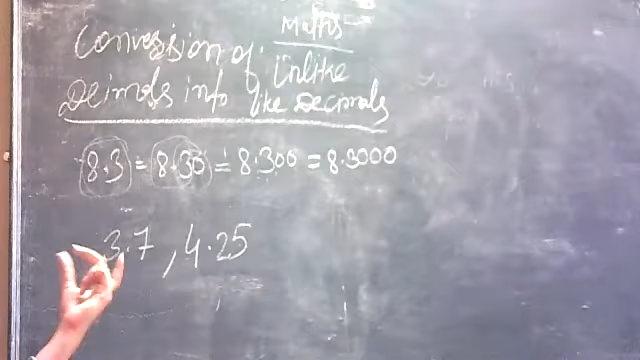 Maths
Conversion of Unlike
Decimals into like Decimals
8.3 = 8.30 = 8.300 = 8.3000
3.7, 4.25